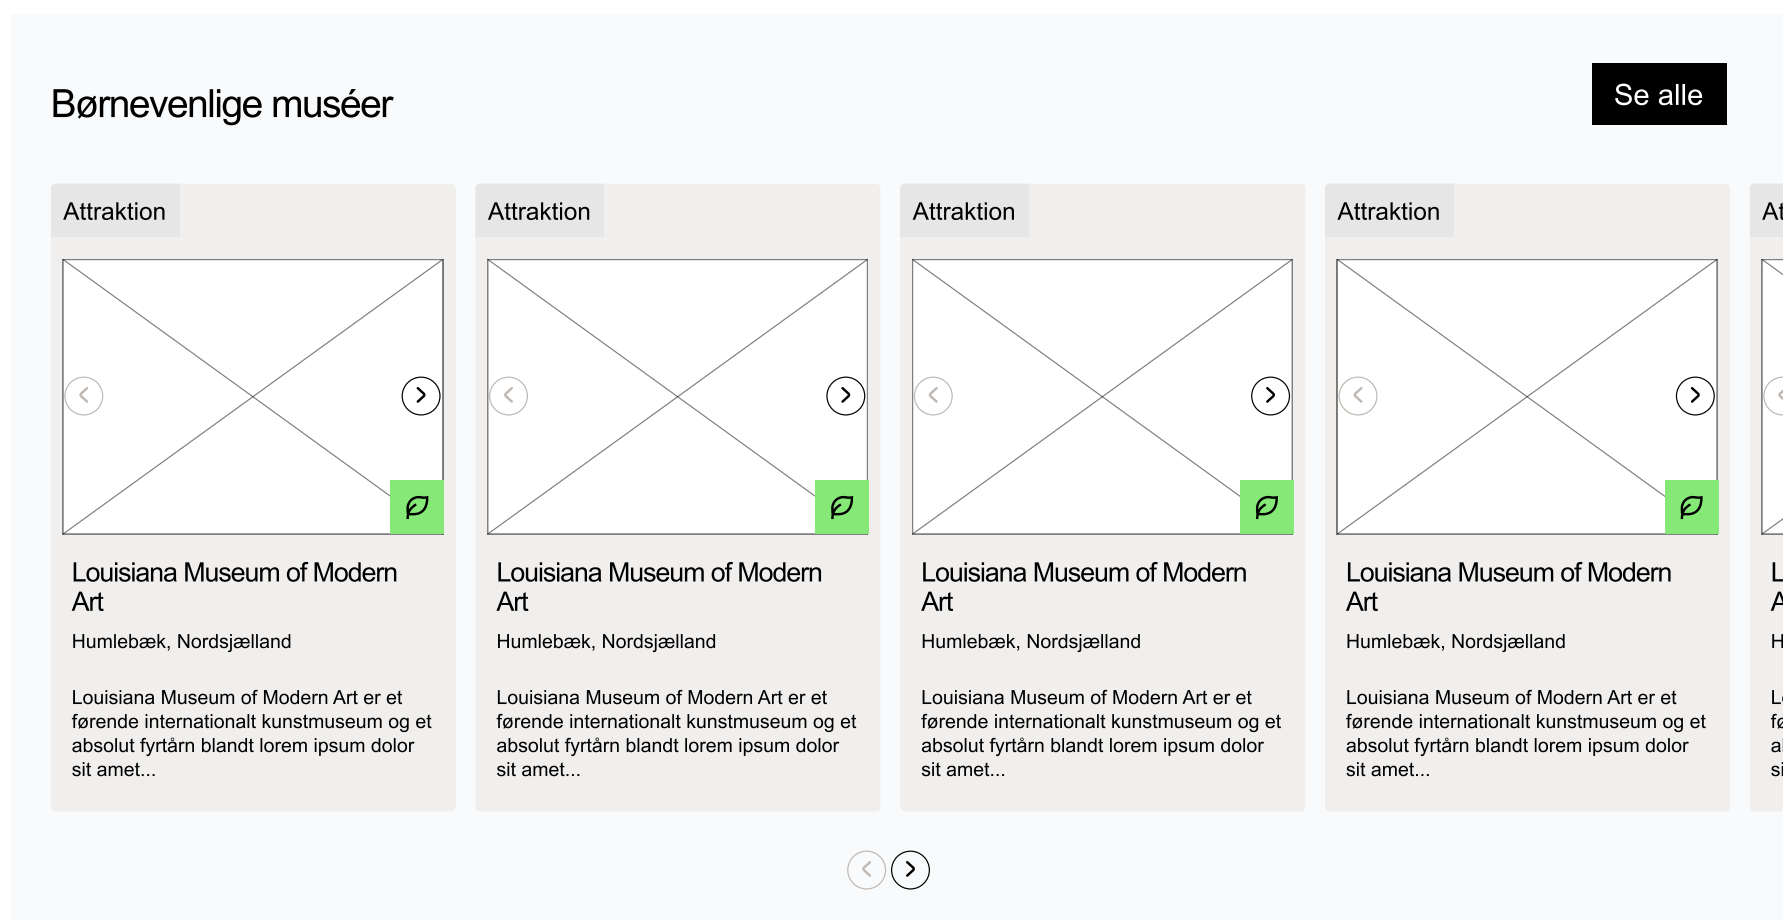 Børnevenlige muséer
Se alle
Attraktion
Louisiana Museum of Modern
Art
Humlebæk, Nordsjælland
Louisiana Museum of Modern Art er et
førende internationalt kunstmuseum og et
absolut fyrtårn blandt lorem ipsum dolor
sit amet...
Attraktion
Louisiana Museum of Modern
Art
Humlebæk, Nordsjælland
Louisiana Museum of Modern Art er et
førende internationalt kunstmuseum og et
absolut fyrtårn blandt lorem ipsum dolor
sit amet...
Attraktion
Louisiana Museum of Modern
Art
Humlebæk, Nordsjælland
Louisiana Museum of Modern Art er et
førende internationalt kunstmuseum og et
absolut fyrtårn blandt lorem ipsum dolor
sit amet...
Attraktion
Louisiana Museum of Modern
Art
Humlebæk, Nordsjælland
Louisiana Museum of Modern Art er et
førende internationalt kunstmuseum og et
absolut fyrtårn blandt lorem ipsum dolor
sit amet...